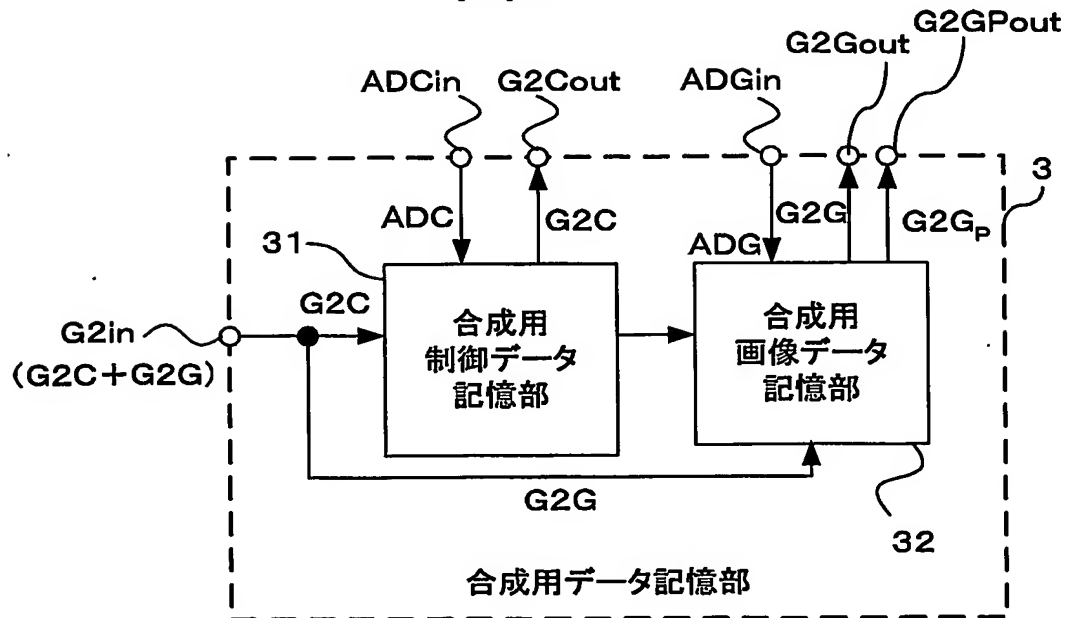 G2Gout
G2GPout
ADCin
G2Cout
ADGin
3
ADC
G2C
ADG
G2G
G2GP
31
G2C
G2in
(G2C+G2G)
合成用
制御データ
記憶部
合成用
画像データ
記憶部
G2G
32
合成用データ記憶部